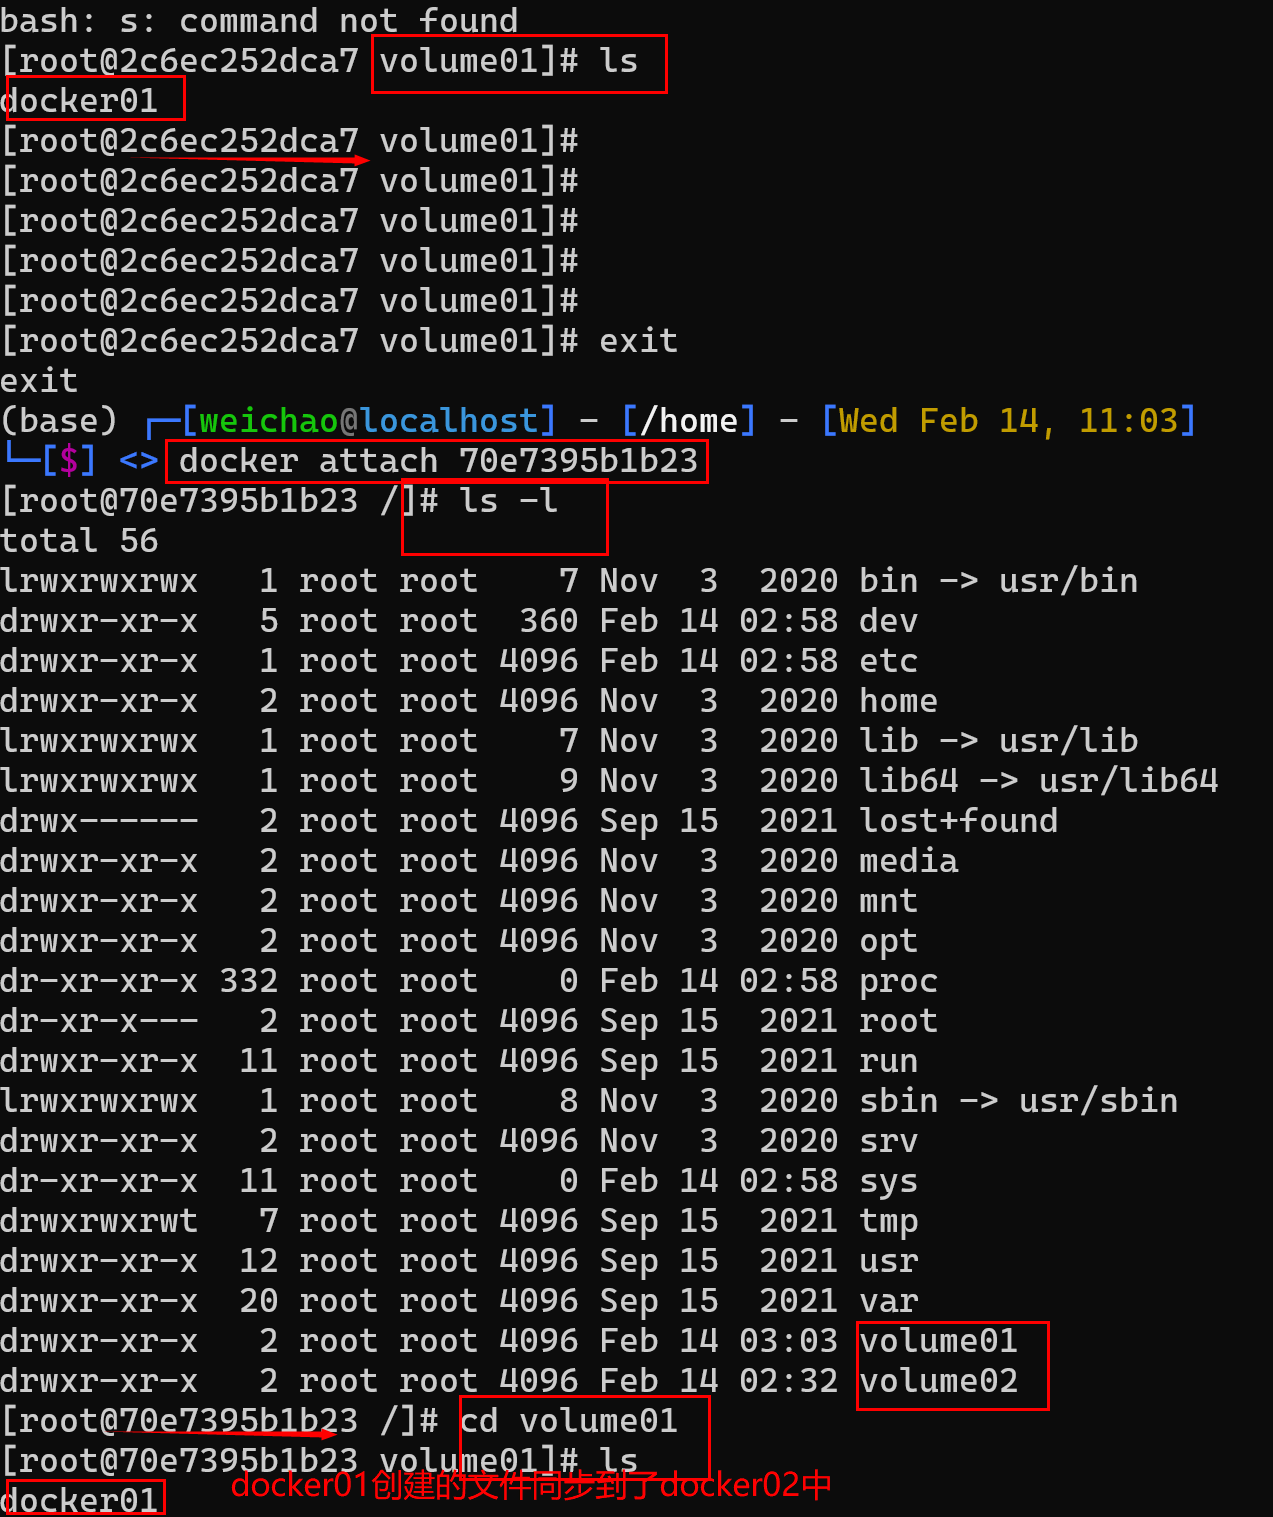 bash: s: command not found
[root@2c6ec252dca7 volume01]# ls
docker01
[root@2c6ec252dca7 volume01]#
[root@2c6ec252dca7 volume01]#
[root@2c6ec252dca7 volume01]#
[root@2c6ec252dca7 volume01]#
[root@2c6ec252dca7 volume01]#
[root@2c6ec252dca7 volume01]# exit
exit
(base) ┌─[weichao@localhost] - [/home] - [Wed Feb 14, 11:03]
└─[$] <> docker attach 70e7395b1b23
[root@70e7395b1b23 /]# ls -l
total 56
lrwxrwxrwx   1 root root    7 Nov  3  2020 bin -> usr/bin
drwxr-xr-x   5 root root  360 Feb 14 02:58 dev
drwxr-xr-x   1 root root 4096 Feb 14 02:58 etc
drwxr-xr-x   2 root root 4096 Nov  3  2020 home
lrwxrwxrwx   1 root root    7 Nov  3  2020 lib -> usr/lib
lrwxrwxrwx   1 root root    9 Nov  3  2020 lib64 -> usr/lib64
drwx------   2 root root 4096 Sep 15  2021 lost+found
drwxr-xr-x   2 root root 4096 Nov  3  2020 media
drwxr-xr-x   2 root root 4096 Nov  3  2020 mnt
drwxr-xr-x   2 root root 4096 Nov  3  2020 opt
dr-xr-xr-x 332 root root    0 Feb 14 02:58 proc
dr-xr-x---   2 root root 4096 Sep 15  2021 root
drwxr-xr-x  11 root root 4096 Sep 15  2021 run
lrwxrwxrwx   1 root root    8 Nov  3  2020 sbin -> usr/sbin
drwxr-xr-x   2 root root 4096 Nov  3  2020 srv
dr-xr-xr-x  11 root root    0 Feb 14 02:58 sys
drwxrwxrwt   7 root root 4096 Sep 15  2021 tmp
drwxr-xr-x  12 root root 4096 Sep 15  2021 usr
drwxr-xr-x  20 root root 4096 Sep 15  2021 var
drwxr-xr-x   2 root root 4096 Feb 14 03:03 volume01
drwxr-xr-x   2 root root 4096 Feb 14 02:32 volume02
[root@70e7395b1b23 /]# cd volume01
[root@70e7395b1b23 volume01]# ls
docker01创建的文件同步到了docker02中
docker01